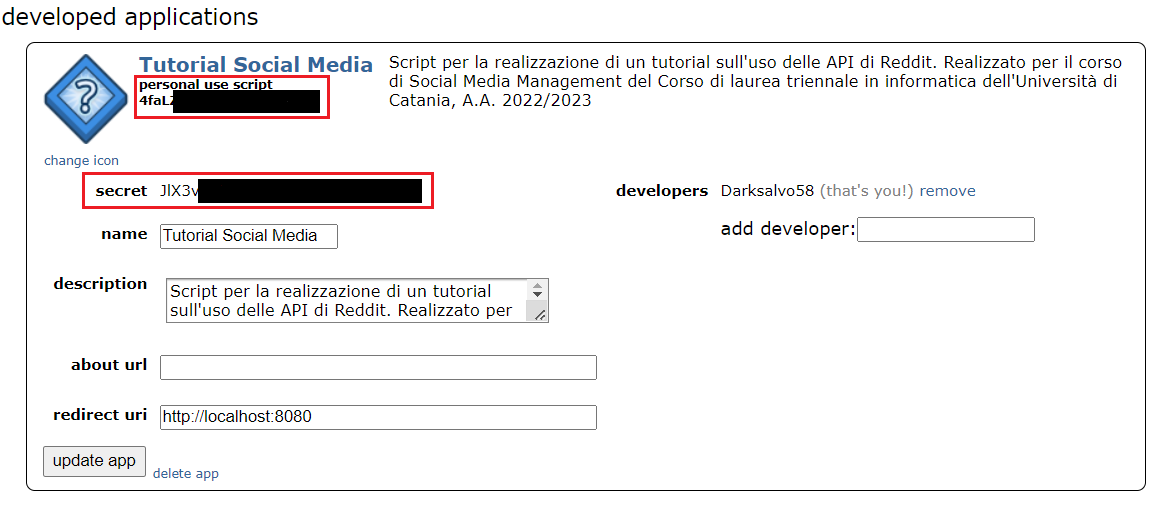 developed applications
Tutorial Social Media
personal use script
4faLZ
Script per la realizzazione di un tutorial sull'uso delle API di Reddit. Realizzato per il corso
di Social Media Management del Corso di laurea triennale in informatica dell'Università di
Catania, A.A. 2022/2023
change icon
secret JlX3v
developers Darksalvo58 (that's you!) remove
name Tutorial Social Media
add developer:
description Script per la realizzazione di un tutorial
sull'uso delle API di Reddit. Realizzato per
about url
redirect uri http://localhost:8080
update app delete app